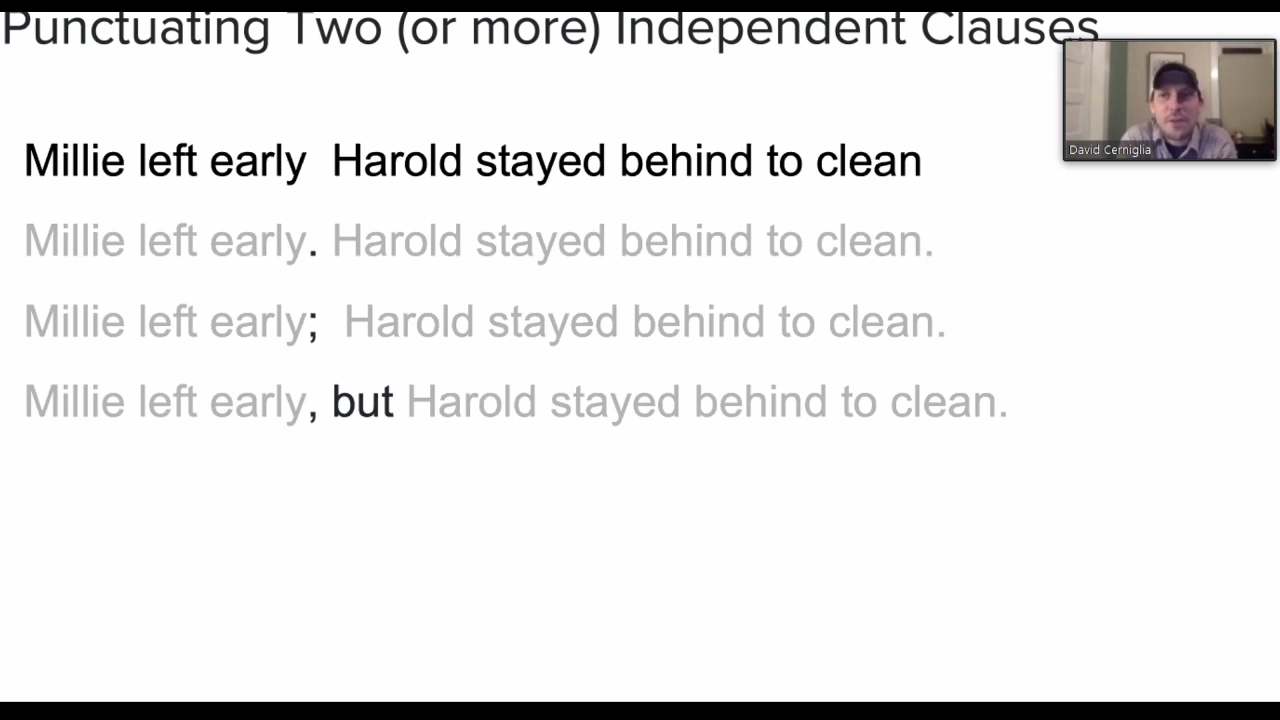 Punctuating Two (or more) Independent Clauses
David Cerniglia
Millie left early  Harold stayed behind to clean
Millie left early. Harold stayed behind to clean.
Millie left early;  Harold stayed behind to clean.
Millie left early, but Harold stayed behind to clean.